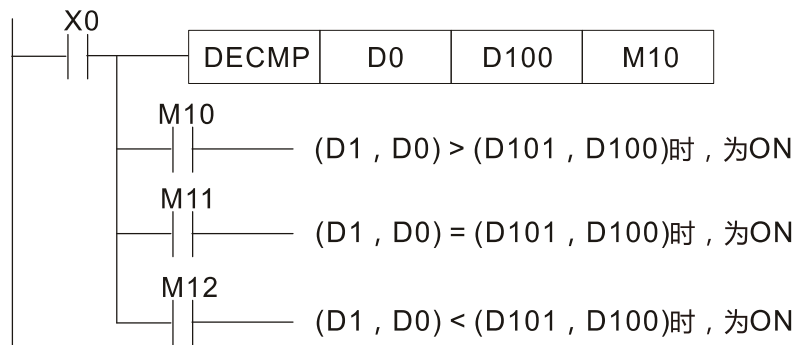 X0
DECMP D0 D100 M10
M10
(D1，D0) > (D101，D100)时，为ON
M11
(D1，D0) = (D101，D100)时，为ON
M12
(D1，D0) < (D101，D100)时，为ON